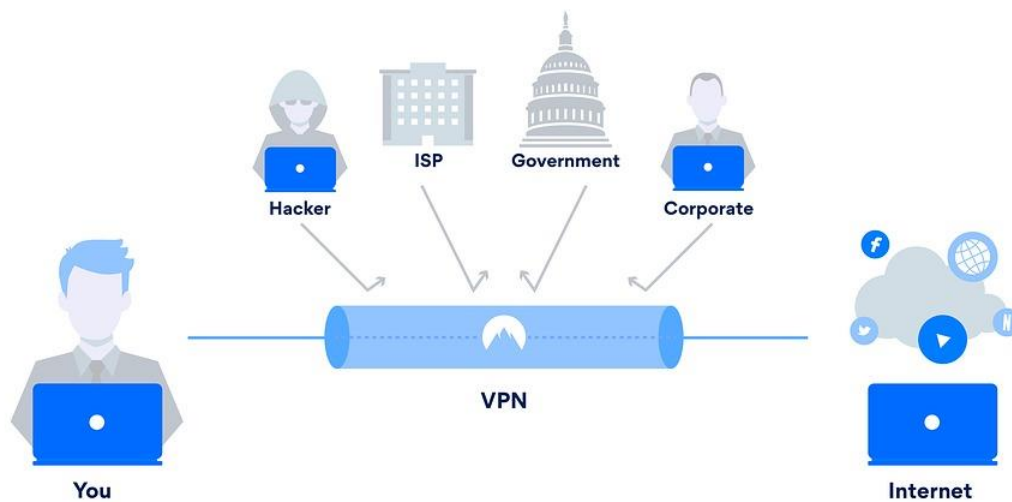 ISP
Government
Hacker
Corporate
f
N
VPN
You
Internet